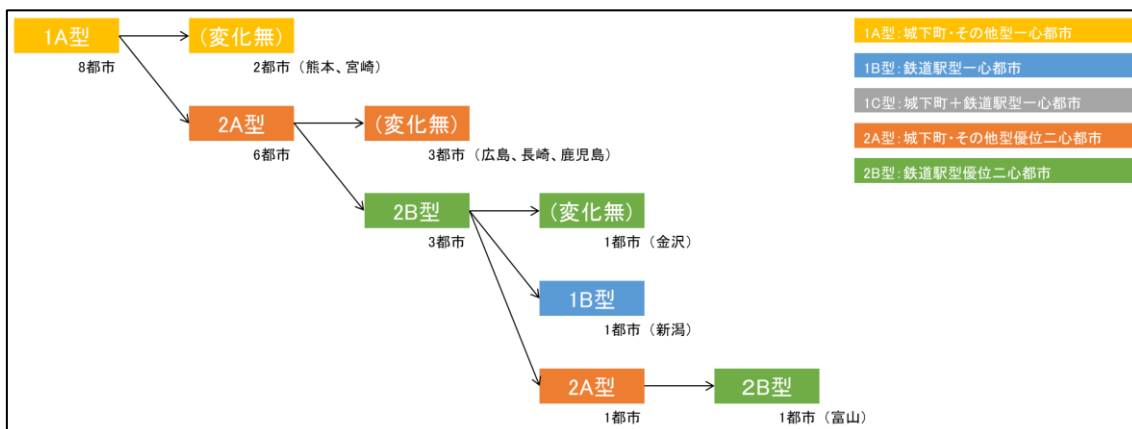 1A型
8都市
(変化無)
2都市（熊本、宮崎）
2A型
6都市
(変化無)
3都市（広島、長崎、鹿児島）
2B型
3都市
(変化無)
1都市（金沢）
1B型
1都市（新潟）
2A型
1都市
2B型
1都市（富山）
1A型：城下町・その他型一心都市
1B型：鉄道駅型一心都市
1C型：城下町＋鉄道駅型一心都市
2A型：城下町・その他型優位二心都市
2B型：鉄道駅型優位二心都市